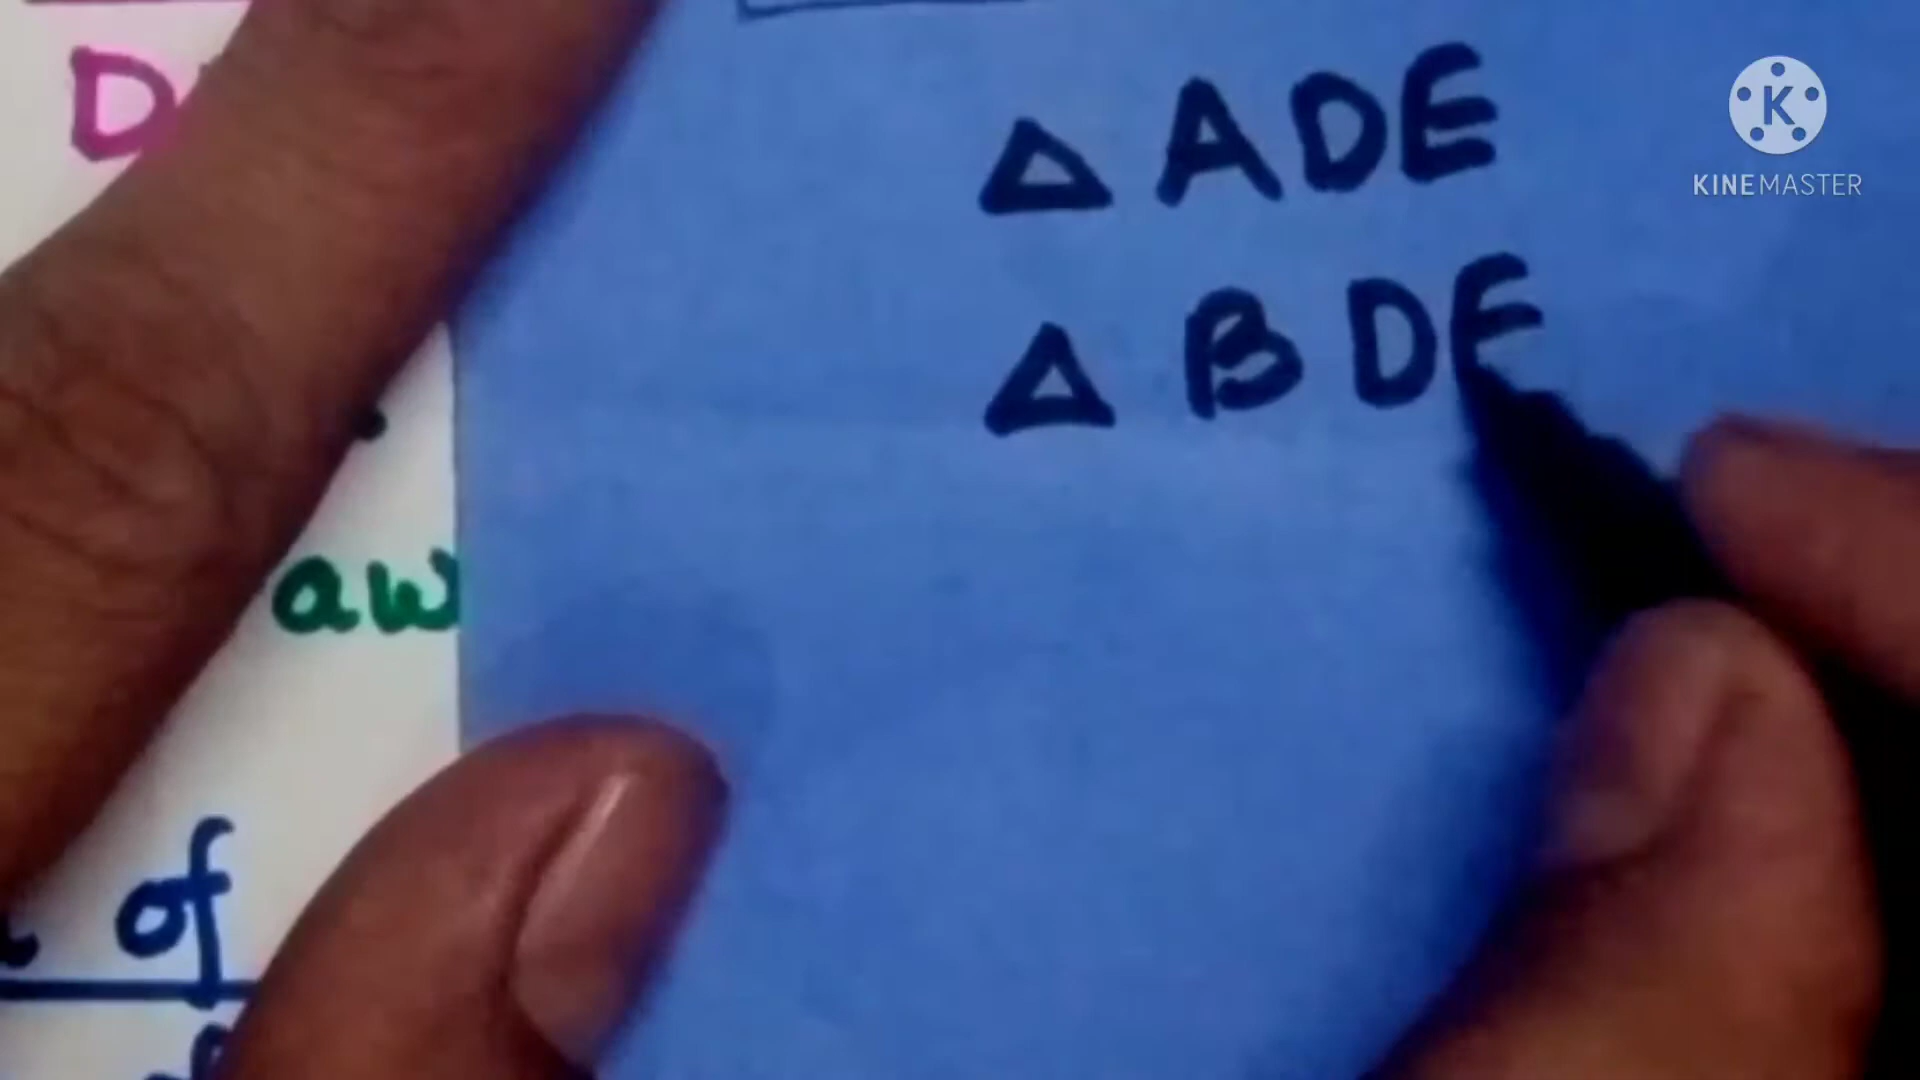 D
△ ADE
K
KINEMASTER
△ BDE
aw
of